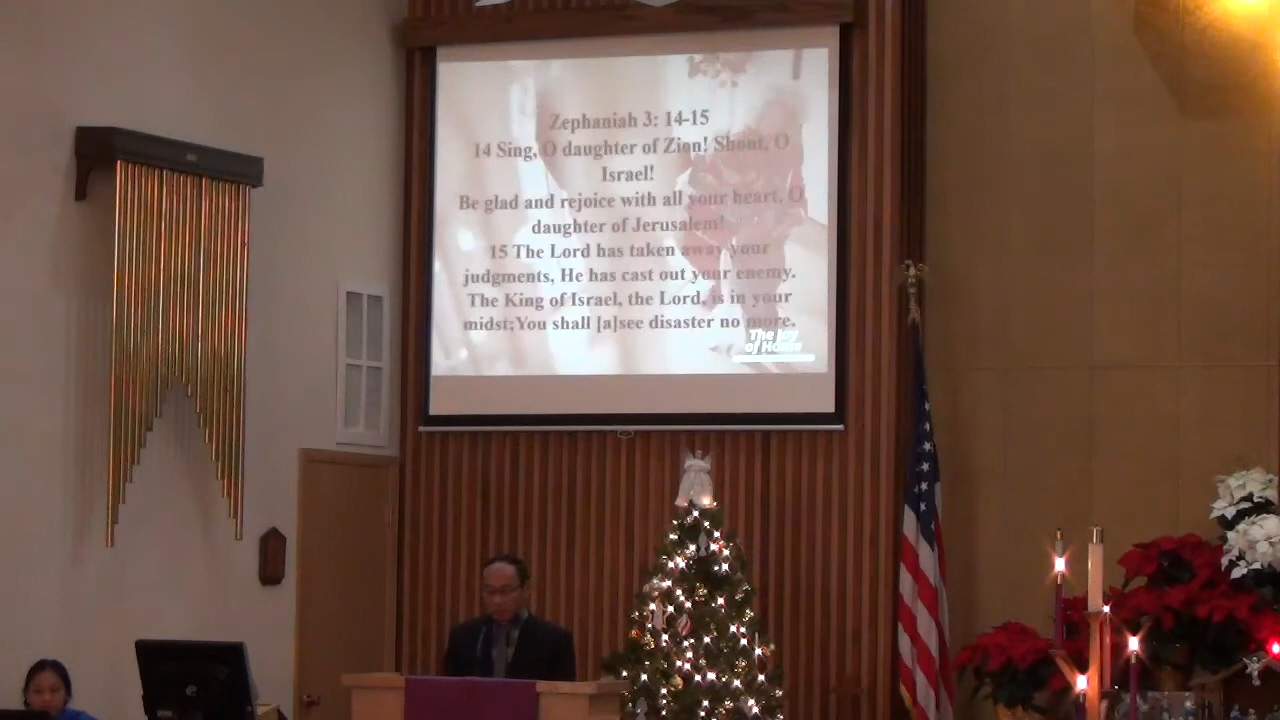 Zephaniah 3: 14-15
14 Sing, O daughter of Zion! Shout, O
Israel!
Be glad and rejoice with all your heart, O
daughter of Jerusalem!
15 The Lord has taken away your
judgments, He has cast out your enemy.
The King of Israel, the Lord, is in your
midst;You shall [a]see disaster no more.
The Joy
of Home